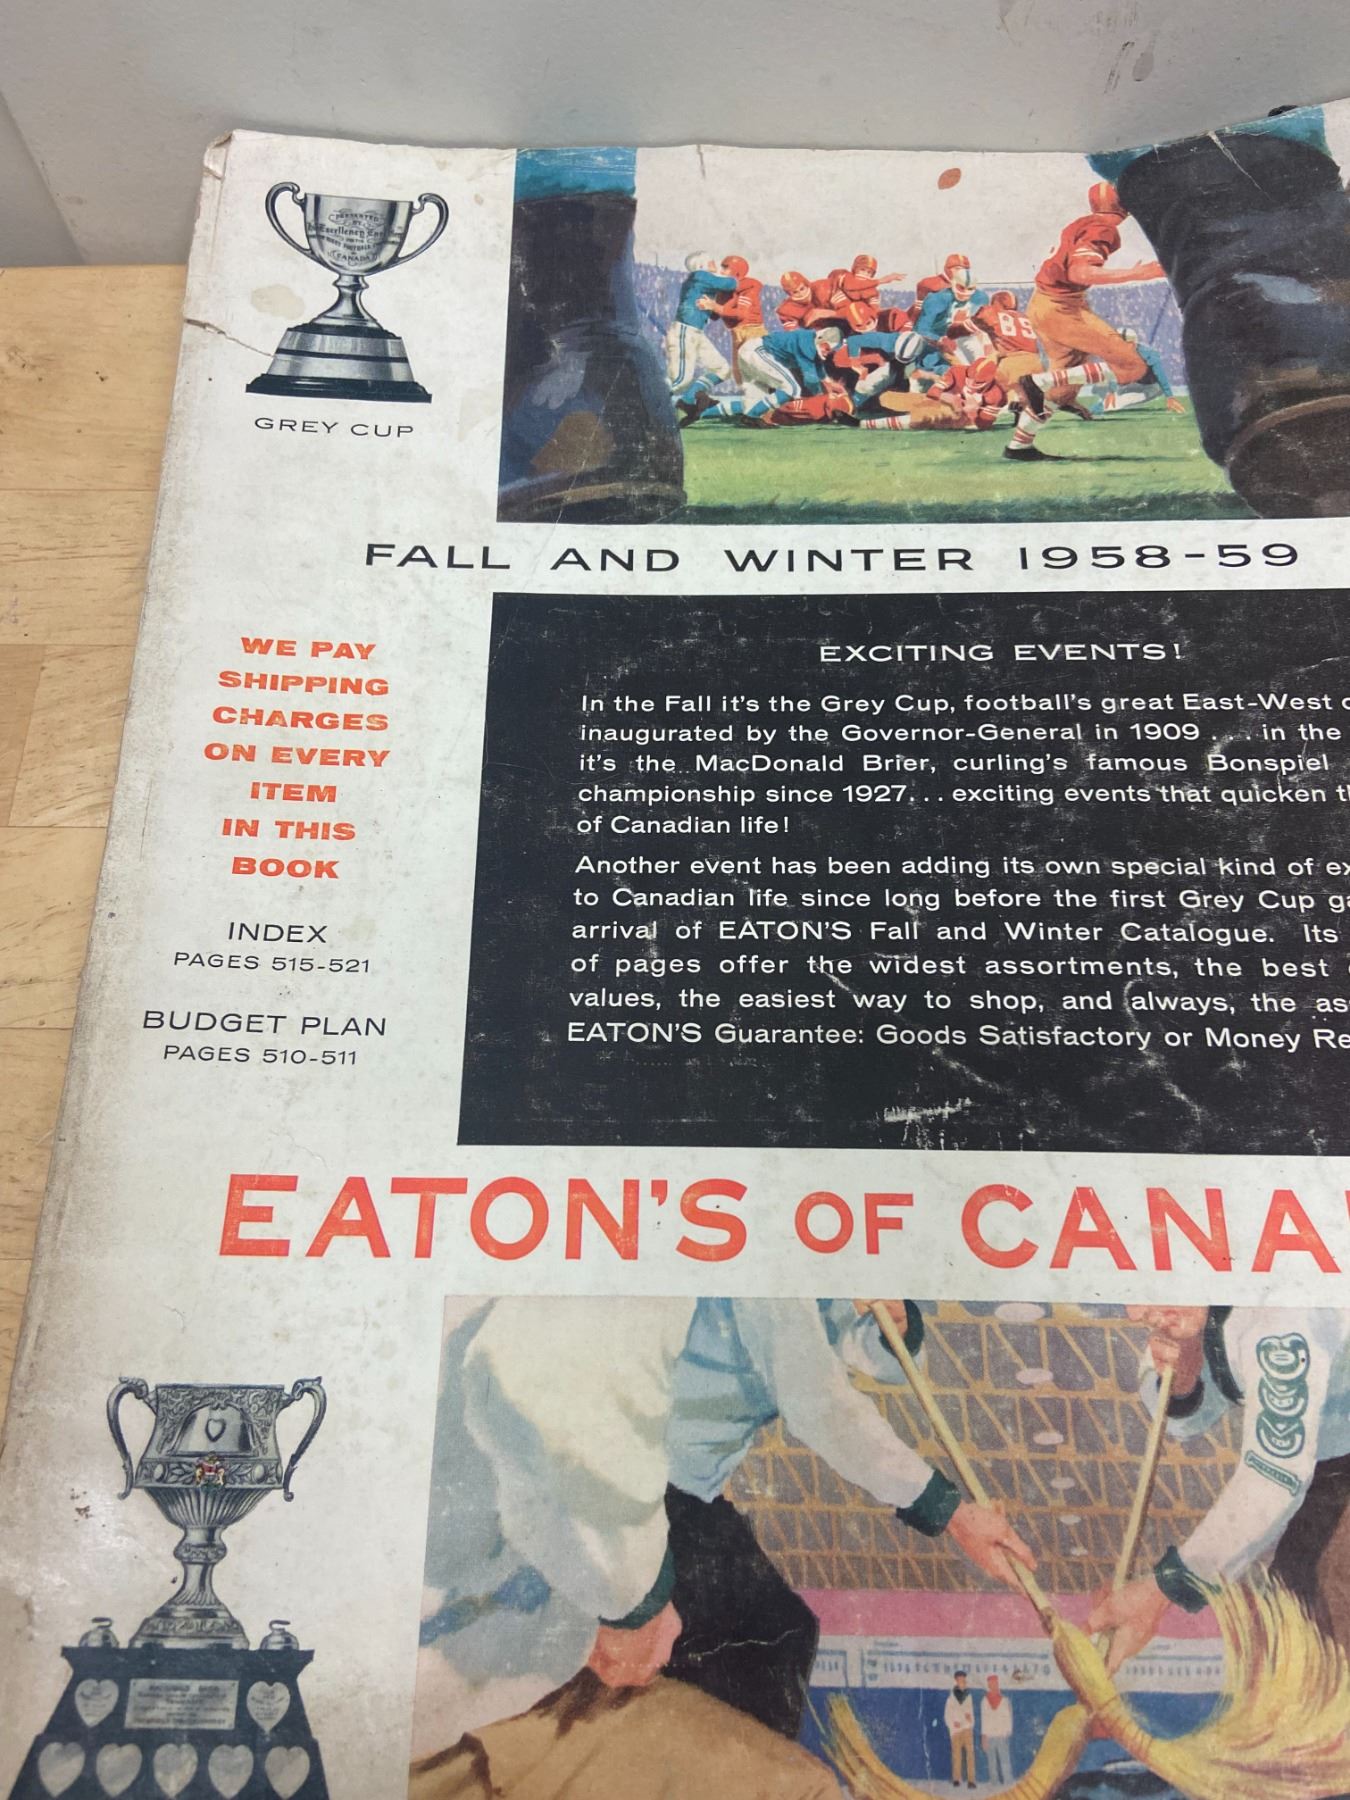 PRESENTED
BY
CANADA
GREY CUP
85
FALL AND WINTER 1958-59
WE PAY
SHIPPING
CHARGES
ON EVERY
ITEM
IN THIS
BOOK
INDEX
PAGES 515-521
BUDGET PLAN
PAGES 510-511
EXCITING EVENTS!
In the Fall it's the Grey Cup, football's great East-West
inaugurated by the Governor-General in 1909 . . . in the
it's the MacDonald Brier, curling's famous Bonspiel
championship since 1927. . . exciting events that quicken
of Canadian life!
Another event has been adding its own special kind of
to Canadian life since long before the first Grey Cup
arrival of EATON'S Fall and Winter Catalogue. Its
of pages offer the widest assortments, the best
values, the easiest way to shop, and always, the
EATON'S Guarantee: Goods Satisfactory or Money
EATON'S OF CANA